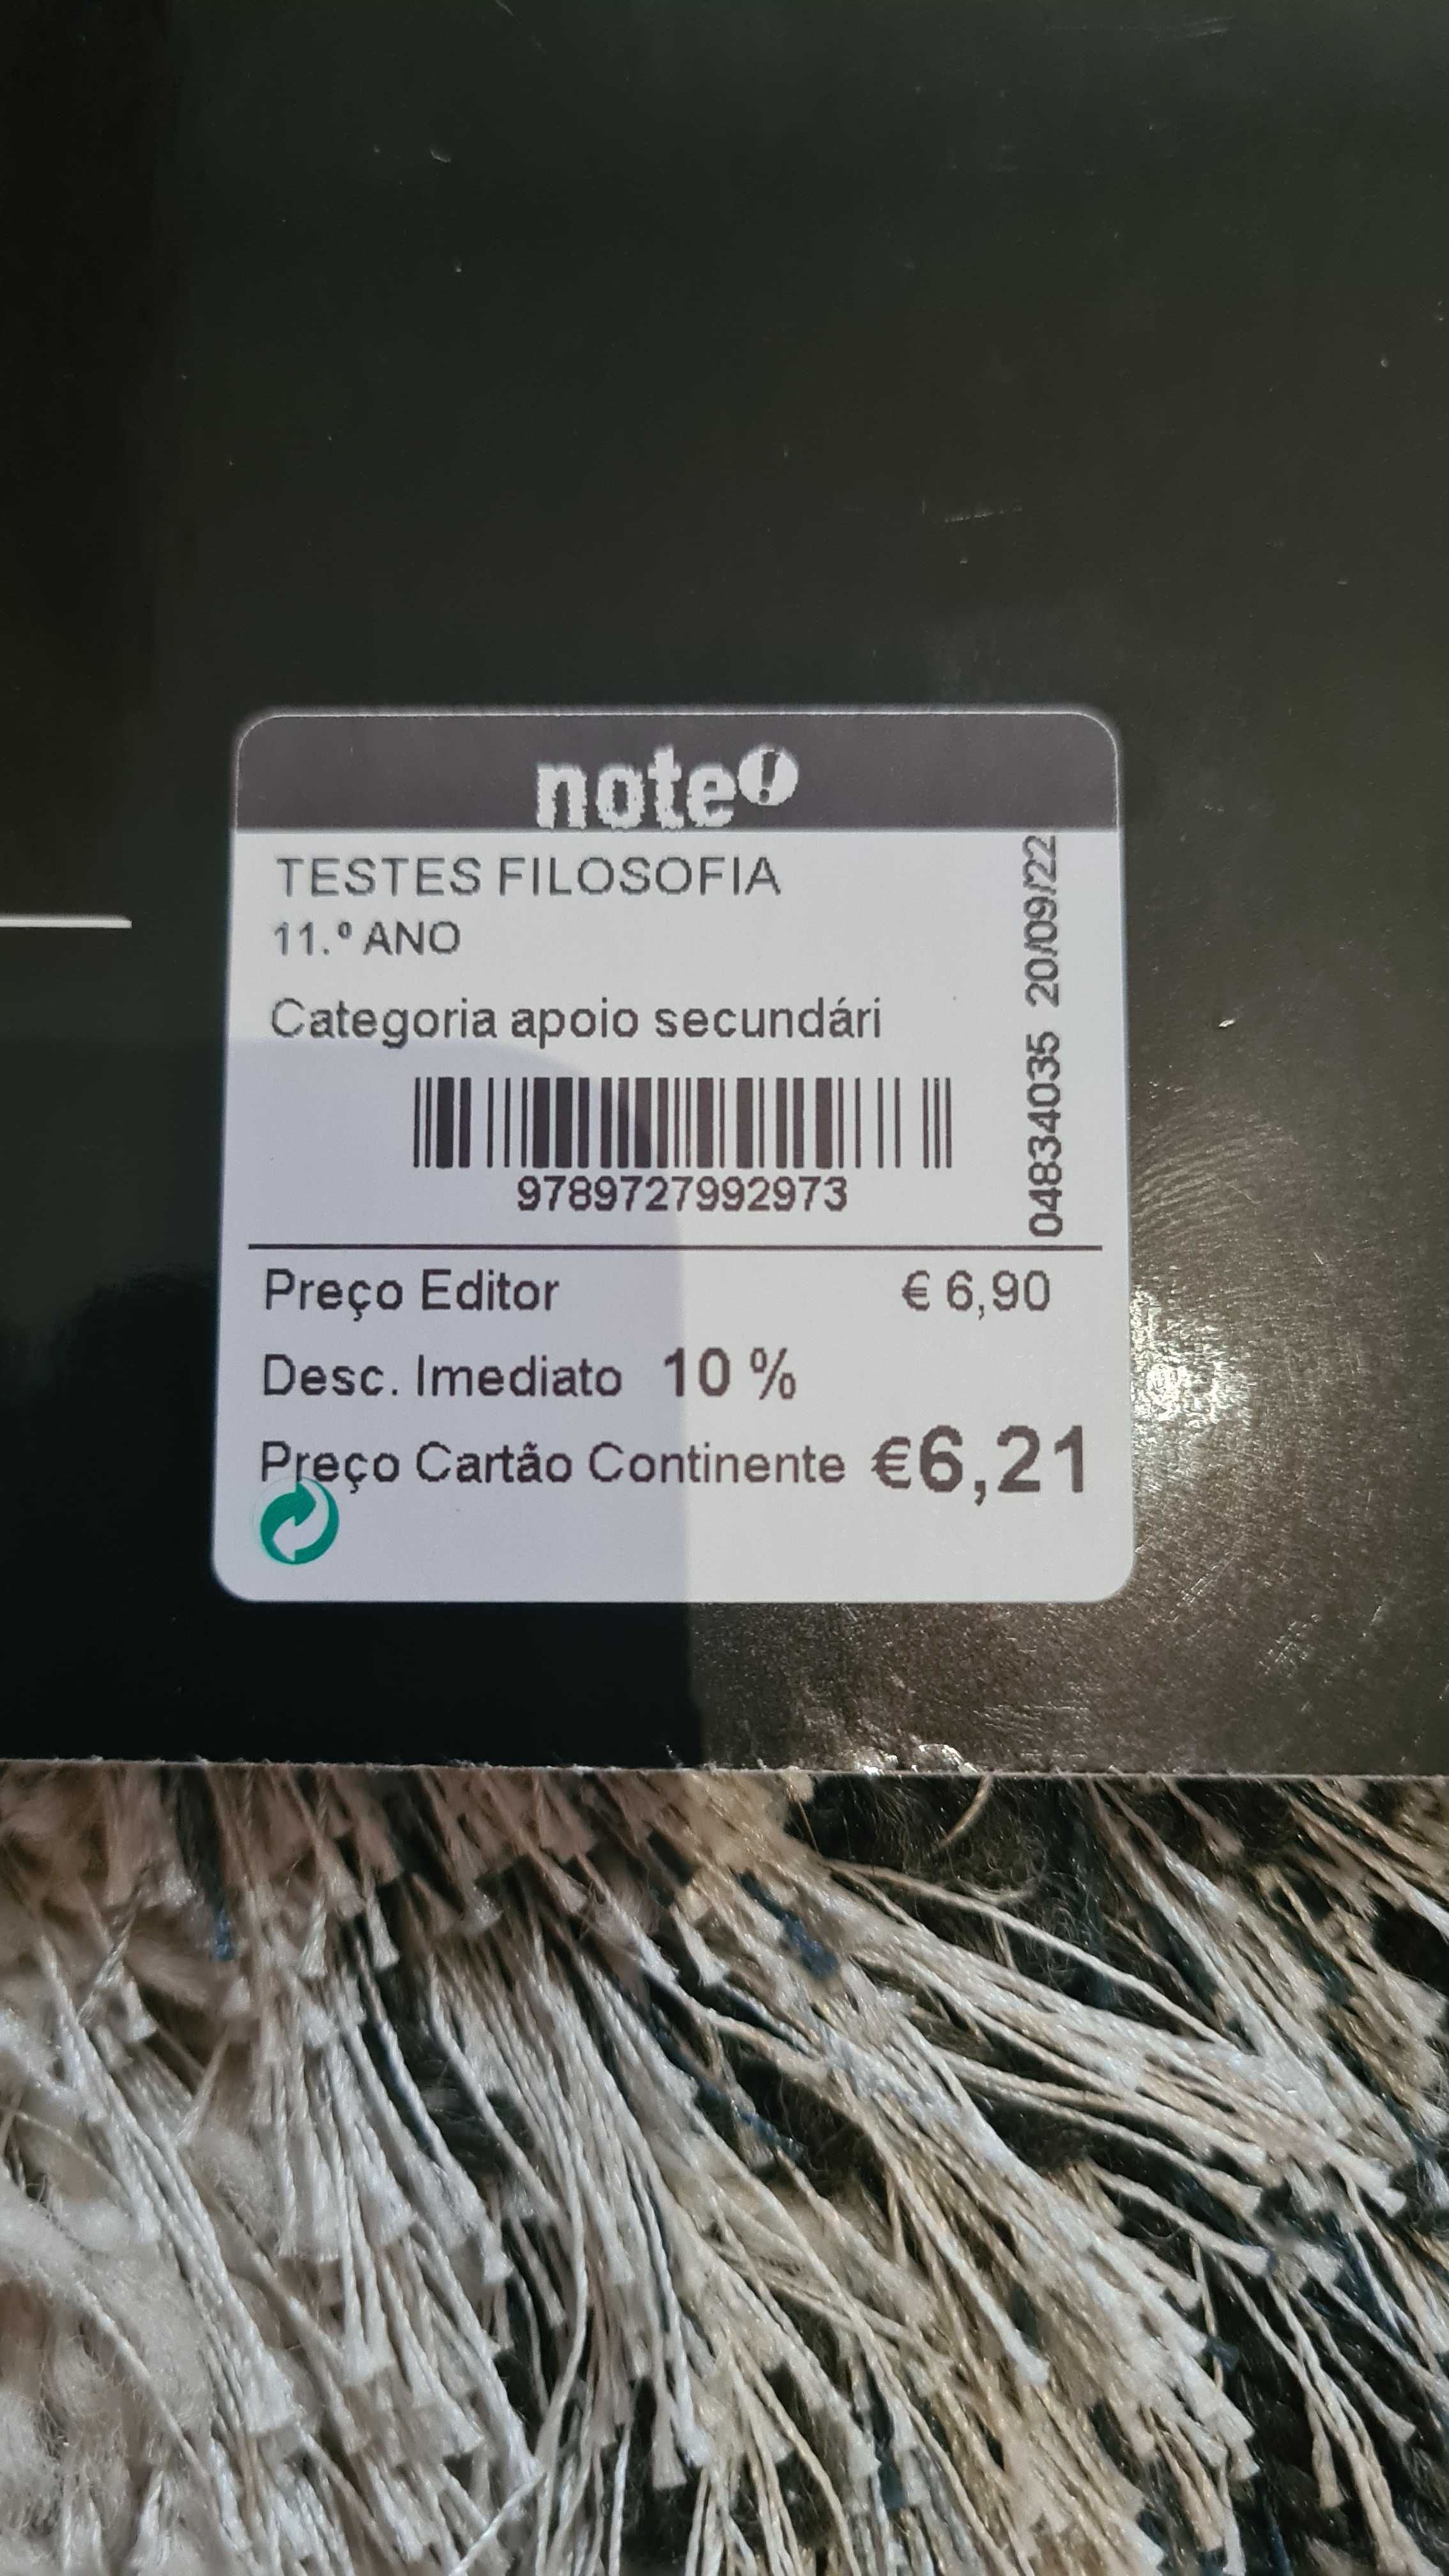 note!
TESTES FILOSOFIA
11.º ANO
Categoria apoio secundári
9789727992973
04834035 20/09/22
Preço Editor € 6,90
Desc. Imediato 10 %
Preço Cartão Continente €6,21